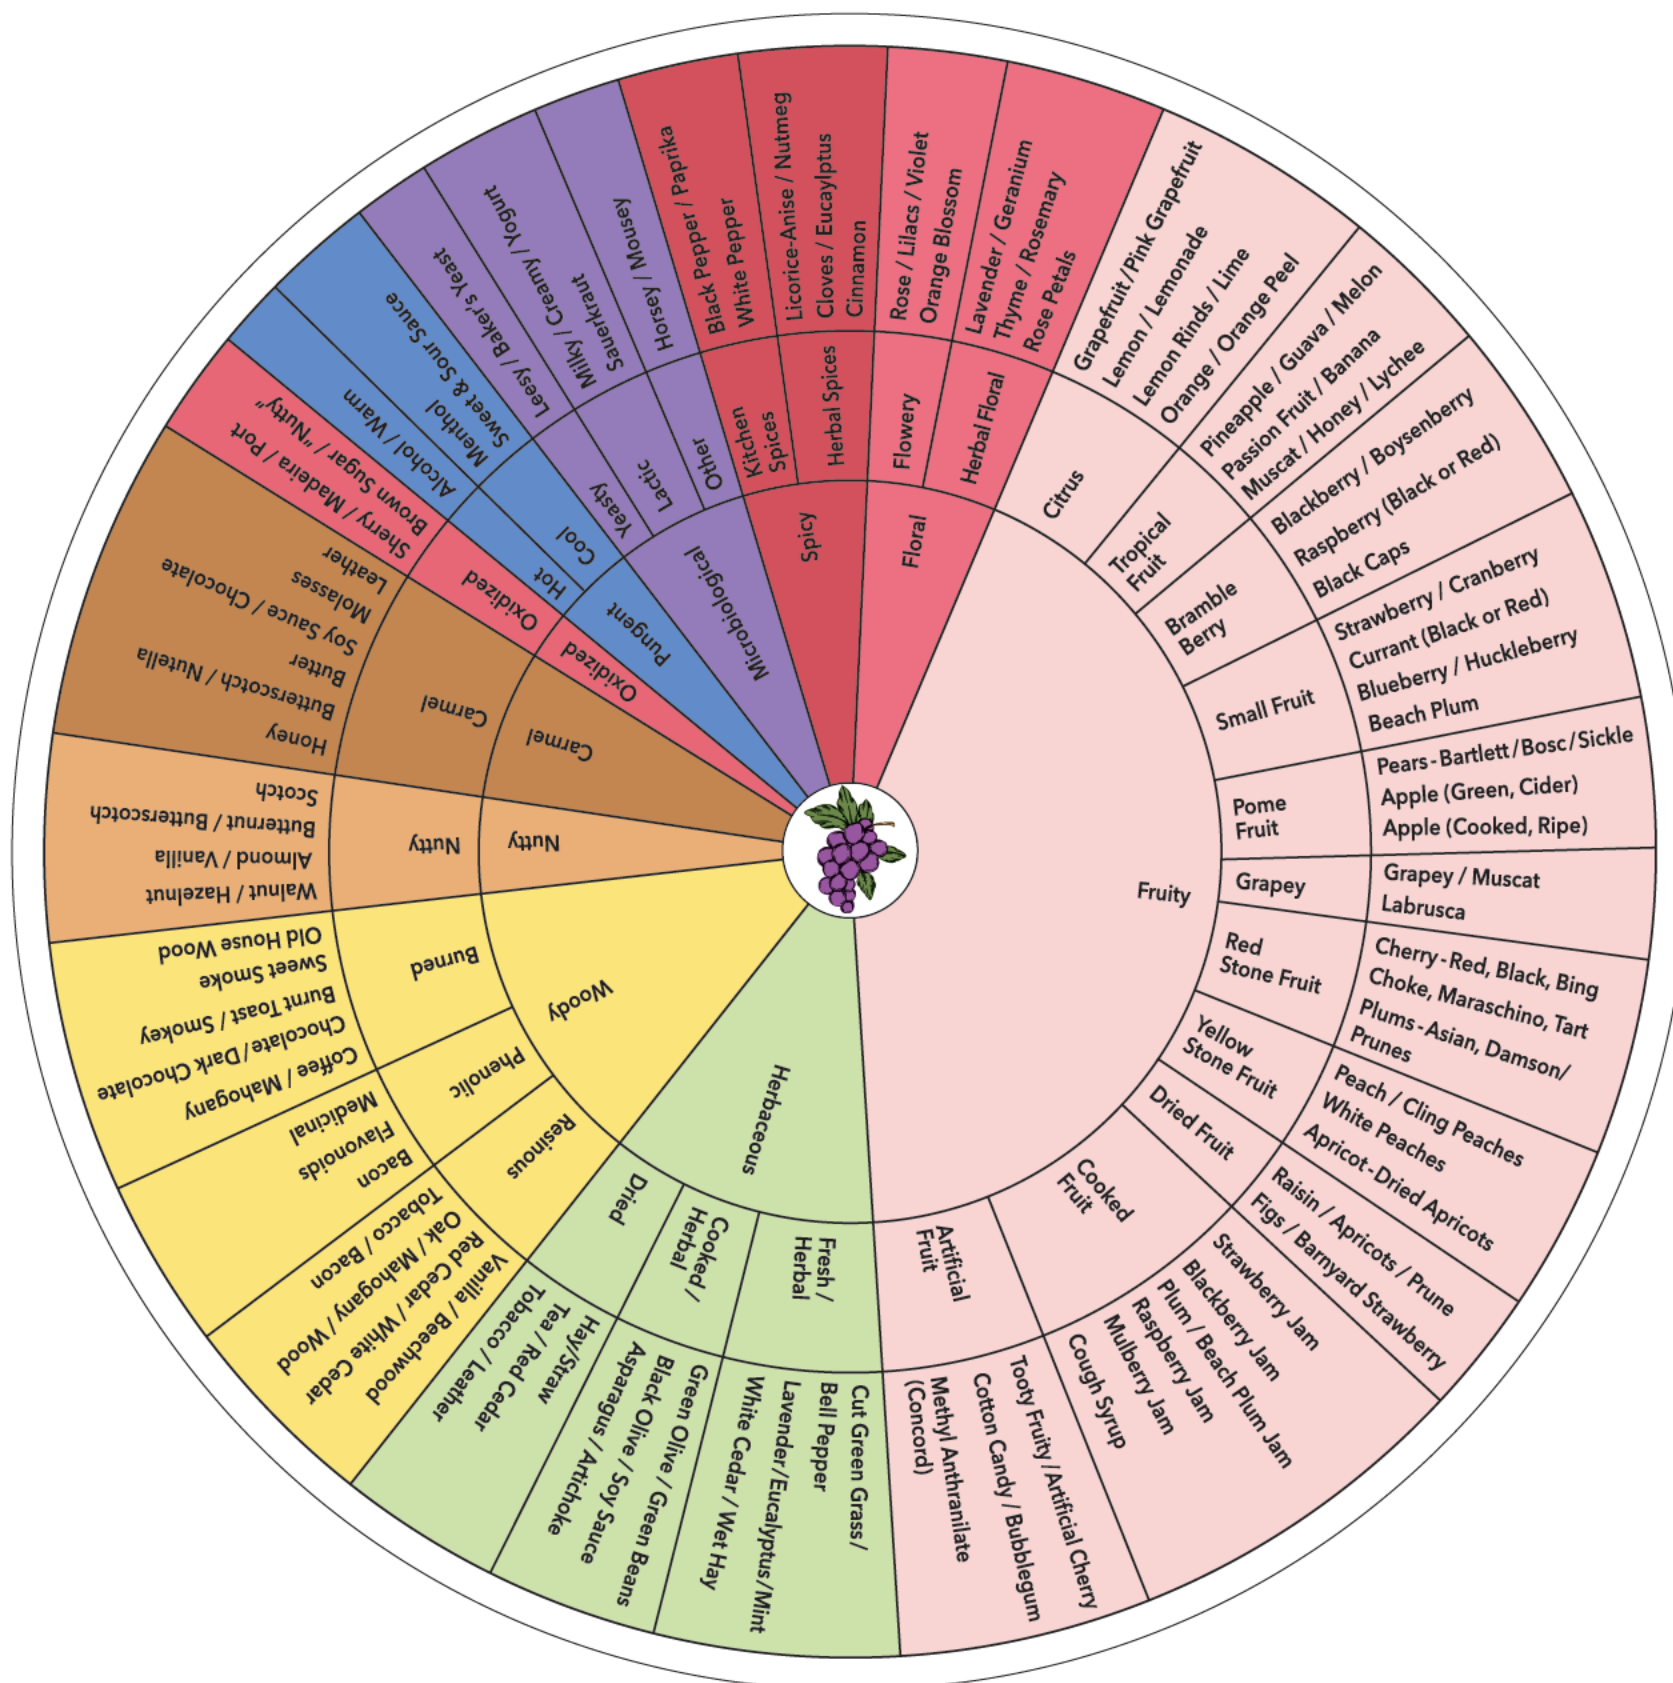 Spicy
Kitchen
Spices
Black Pepper / Paprika
White Pepper
Herbal Spices
Licorice-Anise / Nutmeg
Cloves / Eucaylptus
Cinnamon
Floral
Flowery
Rose / Lilacs / Violet
Orange Blossom
Herbal Floral
Lavender / Geranium
Thyme / Rosemary
Rose Petals
Fruity
Citrus
Grapefruit / Pink Grapefruit
Lemon / Lemonade
Lemon Rinds / Lime
Orange / Orange Peel
Tropical
Fruit
Pineapple / Guava / Melon
Passion Fruit / Banana
Muscat / Honey / Lychee
Bramble
Berry
Blackberry / Boysenberry
Raspberry (Black or Red)
Black Caps
Small Fruit
Strawberry / Cranberry
Currant (Black or Red)
Blueberry / Huckleberry
Beach Plum
Pome
Fruit
Pears-Bartlett / Bosc / Sickle
Apple (Green, Cider)
Apple (Cooked, Ripe)
Grapey
Grapey / Muscat
Labrusca
Red
Stone Fruit
Cherry-Red, Black, Bing
Choke, Maraschino, Tart
Plums-Asian, Damson/
Prunes
Yellow
Stone Fruit
Peach / Cling Peaches
White Peaches
Apricot-Dried Apricots
Dried Fruit
Raisin / Apricots / Prune
Figs / Barnyard Strawberry
Cooked
Fruit
Strawberry Jam
Blackberry Jam
Plum / Beach Plum Jam
Raspberry Jam
Mulberry Jam
Cough Syrup
Artificial
Fruit
Tooty Fruity / Artificial Cherry
Cotton Candy / Bubblegum
Methyl Anthranilate
(Concord)
Herbaceous
Fresh /
Herbal
Cut Green Grass /
Bell Pepper
Lavender/Eucalyptus/Mint
White Cedar / Wet Hay
Cooked /
Herbal
Green Olive / Green Beans
Black Olive / Soy Sauce
Asparagus / Artichoke
Dried
Hay/Straw
Tea / Red Cedar
Tobacco / Leather
Woody
Resinous
Vanilla / Beechwood
Red Cedar / White Cedar
Oak / Mahogany / Wood
Tobacco / Bacon
Phenolic
Bacon
Flavonoids
Medicinal
Burned
Coffee / Mahogany
Chocolate / Dark Chocolate
Burnt Toast / Smokey
Sweet Smoke
Old House Wood
Nutty
Nutty
Walnut / Hazelnut
Almond / Vanilla
Butternut / Butterscotch
Scotch
Carmel
Carmel
Honey
Butterscotch / Nutella
Butter
Soy Sauce / Chocolate
Molasses
Leather
Oxidized
Oxidized
Sherry / Madeira / Port
Brown Sugar / "Nutty"
Pungent
Hot
Alcohol / Warm
Cool
Menthol
Sweet & Sour Sauce
Microbiological
Yeasty
Leesy / Baker's Yeast
Lactic
Milky / Creamy / Yogurt
Sauerkraut
Other
Horsey / Mousey